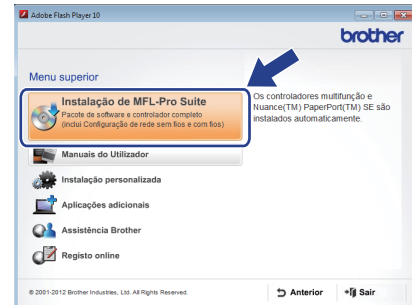 Adobe Flash Player 10
brother
Menu superior
Instalação de MFL-Pro Suite
Pacote de software e controlador completo
(inclui Configuração de rede sem fios e com fios)
Os controladores multifunção e
Nuance(TM) PaperPort(TM) SE são
instalados automaticamente.
Manuais do Utilizador
Instalação personalizada
Aplicações adicionais
Assistência Brother
Registo online
© 2001-2012 Brother Industries, Ltd. All Rights Reserved.
Anterior
Sair